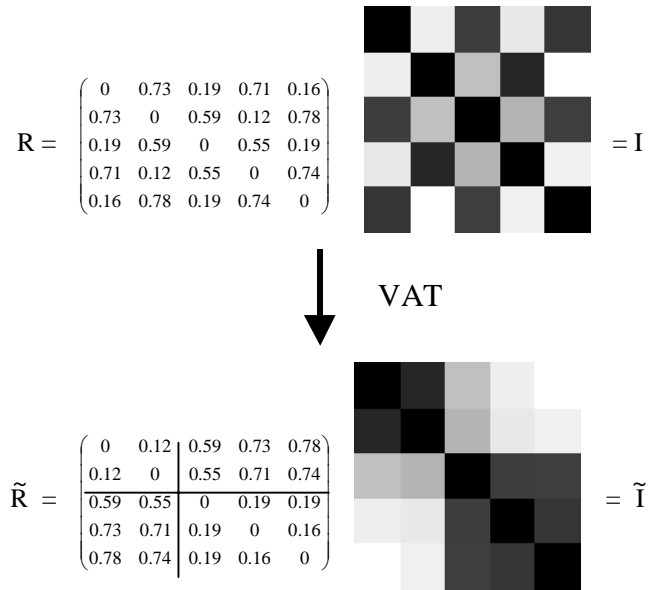 0 0.73 0.19 0.71 0.16
0.73 0 0.59 0.12 0.78
R = 0.19 0.59 0 0.55 0.19 = I
0.71 0.12 0.55 0 0.74
0.16 0.78 0.19 0.74 0
VAT
0 0.12 0.59 0.73 0.78
0.12 0 0.55 0.71 0.74
R̃ = 0.59 0.55 0 0.19 0.19 = Ĩ
0.73 0.71 0.19 0 0.16
0.78 0.74 0.19 0.16 0